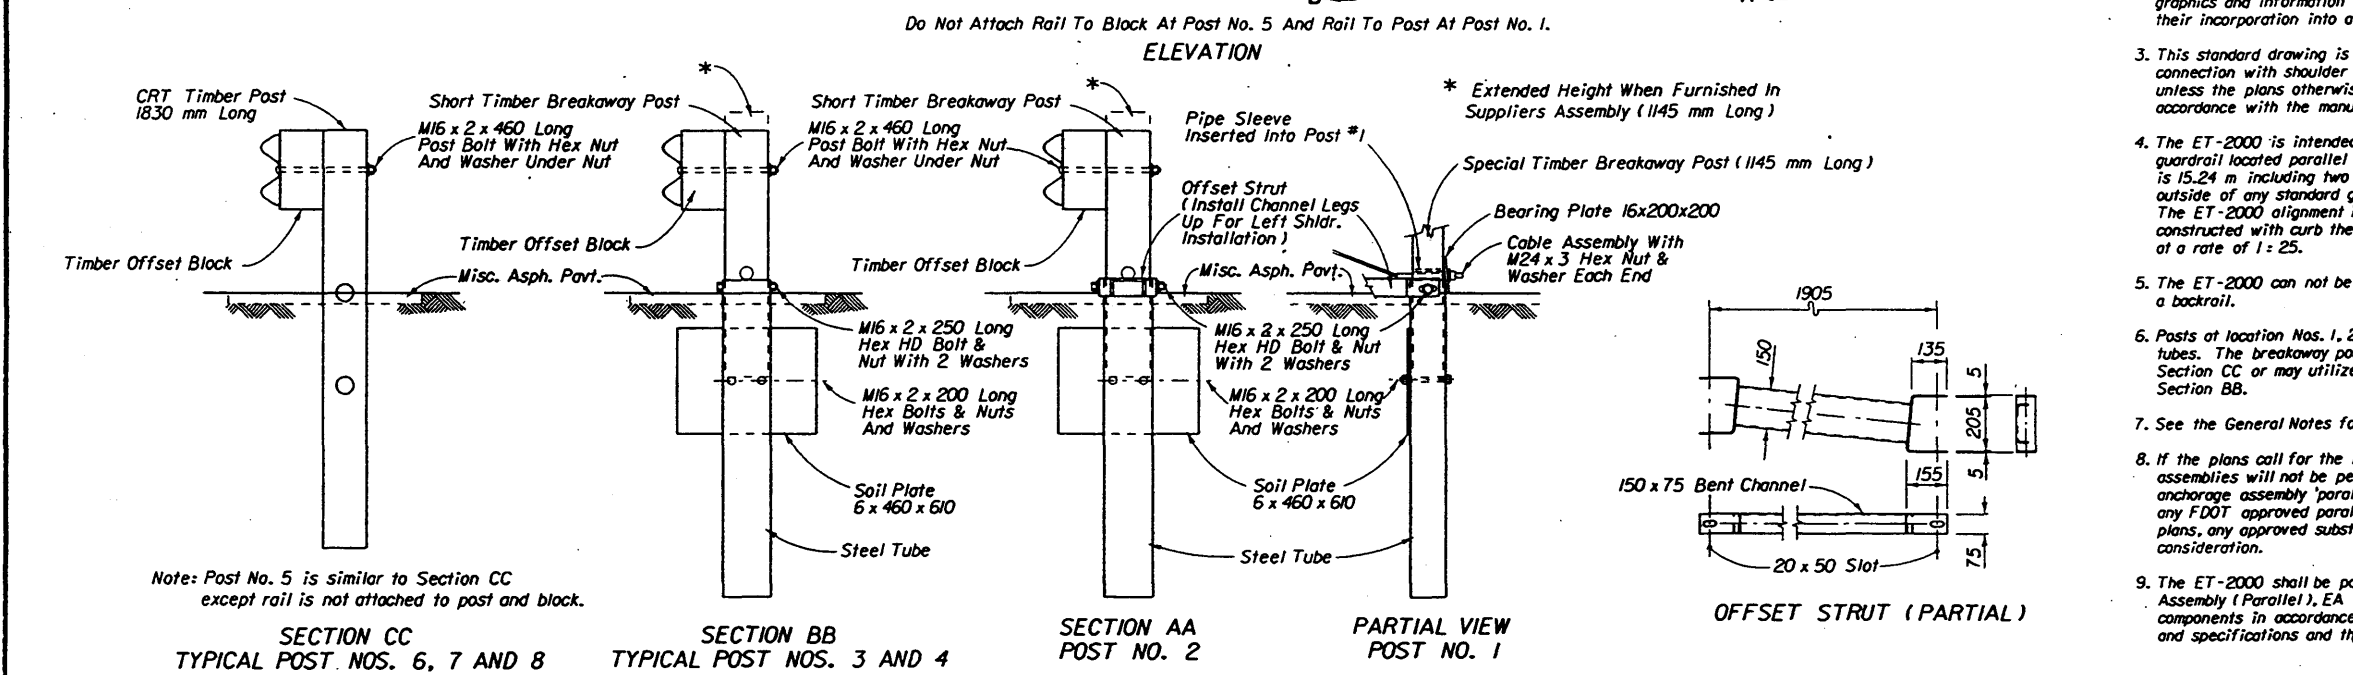 Do Not Attach Rail To Block At Post No. 5 And Rail To Post At Post No. 1.
ELEVATION
CRT Timber Post
1830 mm Long
M16 x 2 x 460 Long
Post Bolt With Hex Nut
And Washer Under Nut
Timber Offset Block
Misc. Asph. Pavt.
Note: Post No. 5 is similar to Section CC
except rail is not attached to post and block.
SECTION CC
TYPICAL POST NOS. 6, 7 AND 8
*
Short Timber Breakaway Post
M16 x 2 x 460 Long
Post Bolt With Hex Nut
And Washer Under Nut
Timber Offset Block
M16 x 2 x 250 Long
Hex HD Bolt &
Nut With 2 Washers
M16 x 2 x 200 Long
Hex Bolts & Nuts
And Washers
Soil Plate
6 x 460 x 610
Steel Tube
SECTION BB
TYPICAL POST NOS. 3 AND 4
*
Short Timber Breakaway Post
Timber Offset Block
Offset Strut
(Install Channel Legs
Up For Left Shldr.
Installation)
Misc. Asph. Pavt.
M16 x 2 x 250 Long
Hex HD Bolt & Nut
With 2 Washers
M16 x 2 x 200 Long
Hex Bolts & Nuts
And Washers
Soil Plate
6 x 460 x 610
Steel Tube
SECTION AA
POST NO. 2
* Extended Height When Furnished In
Suppliers Assembly (1145 mm Long)
Pipe Sleeve
Inserted Into Post #1
Special Timber Breakaway Post (1145 mm Long)
Bearing Plate 16x200x200
Cable Assembly With
M24 x 3 Hex Nut &
Washer Each End
PARTIAL VIEW
POST NO. 1
1905
150
135
5
205
5
155
150 x 75 Bent Channel
75
20 x 50 Slot
OFFSET STRUT (PARTIAL)
graphics and information
their incorporation into a
3. This standard drawing is
connection with shoulder
unless the plans otherwis
accordance with the manu
4. The ET-2000 is intended
guardrail located parallel
is 15.24 m including two
outside of any standard g
The ET-2000 alignment
constructed with curb the
at a rate of 1:25.
5. The ET-2000 can not be
a backrail.
6. Posts at location Nos. 1, 2
tubes. The breakaway po
Section CC or may utilize
Section BB.
7. See the General Notes fo
8. If the plans call for the
assemblies will not be pe
anchorage assembly 'paral
any FDOT approved paral
plans, any approved subst
consideration.
9. The ET-2000 shall be pa
Assembly (Parallel), EA
components in accordance
and specifications and th